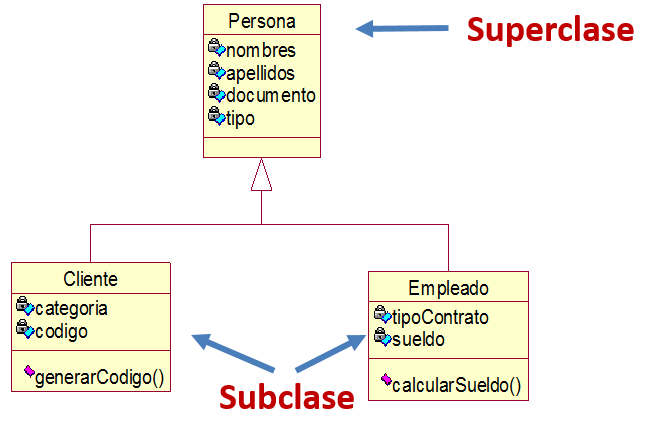 Persona
nombres
apellidos
documento
tipo
Superclase
Cliente
categoria
codigo
generarCodigo()
Empleado
tipoContrato
sueldo
calcularSueldo()
Subclase